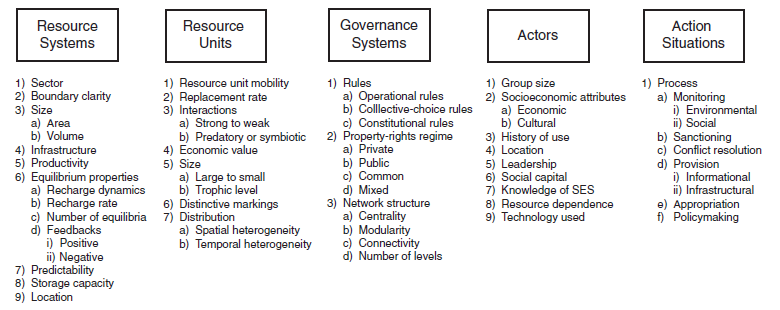 Resource
Systems
1) Sector
2) Boundary clarity
3) Size
a) Area
b) Volume
4) Infrastructure
5) Productivity
6) Equilibrium properties
a) Recharge dynamics
b) Recharge rate
c) Number of equilibria
d) Feedbacks
i) Positive
ii) Negative
7) Predictability
8) Storage capacity
9) Location
Resource
Units
1) Resource unit mobility
2) Replacement rate
3) Interactions
a) Strong to weak
b) Predatory or symbiotic
4) Economic value
5) Size
a) Large to small
b) Trophic level
6) Distinctive markings
7) Distribution
a) Spatial heterogeneity
b) Temporal heterogeneity
Governance
Systems
1) Rules
a) Operational rules
b) Colllective-choice rules
c) Constitutional rules
2) Property-rights regime
a) Private
b) Public
c) Common
d) Mixed
3) Network structure
a) Centrality
b) Modularity
c) Connectivity
d) Number of levels
Actors
1) Group size
2) Socioeconomic attributes
a) Economic
b) Cultural
3) History of use
4) Location
5) Leadership
6) Social capital
7) Knowledge of SES
8) Resource dependence
9) Technology used
Action
Situations
1) Process
a) Monitoring
i) Environmental
ii) Social
b) Sanctioning
c) Conflict resolution
d) Provision
i) Informational
ii) Infrastructural
e) Appropriation
f) Policymaking